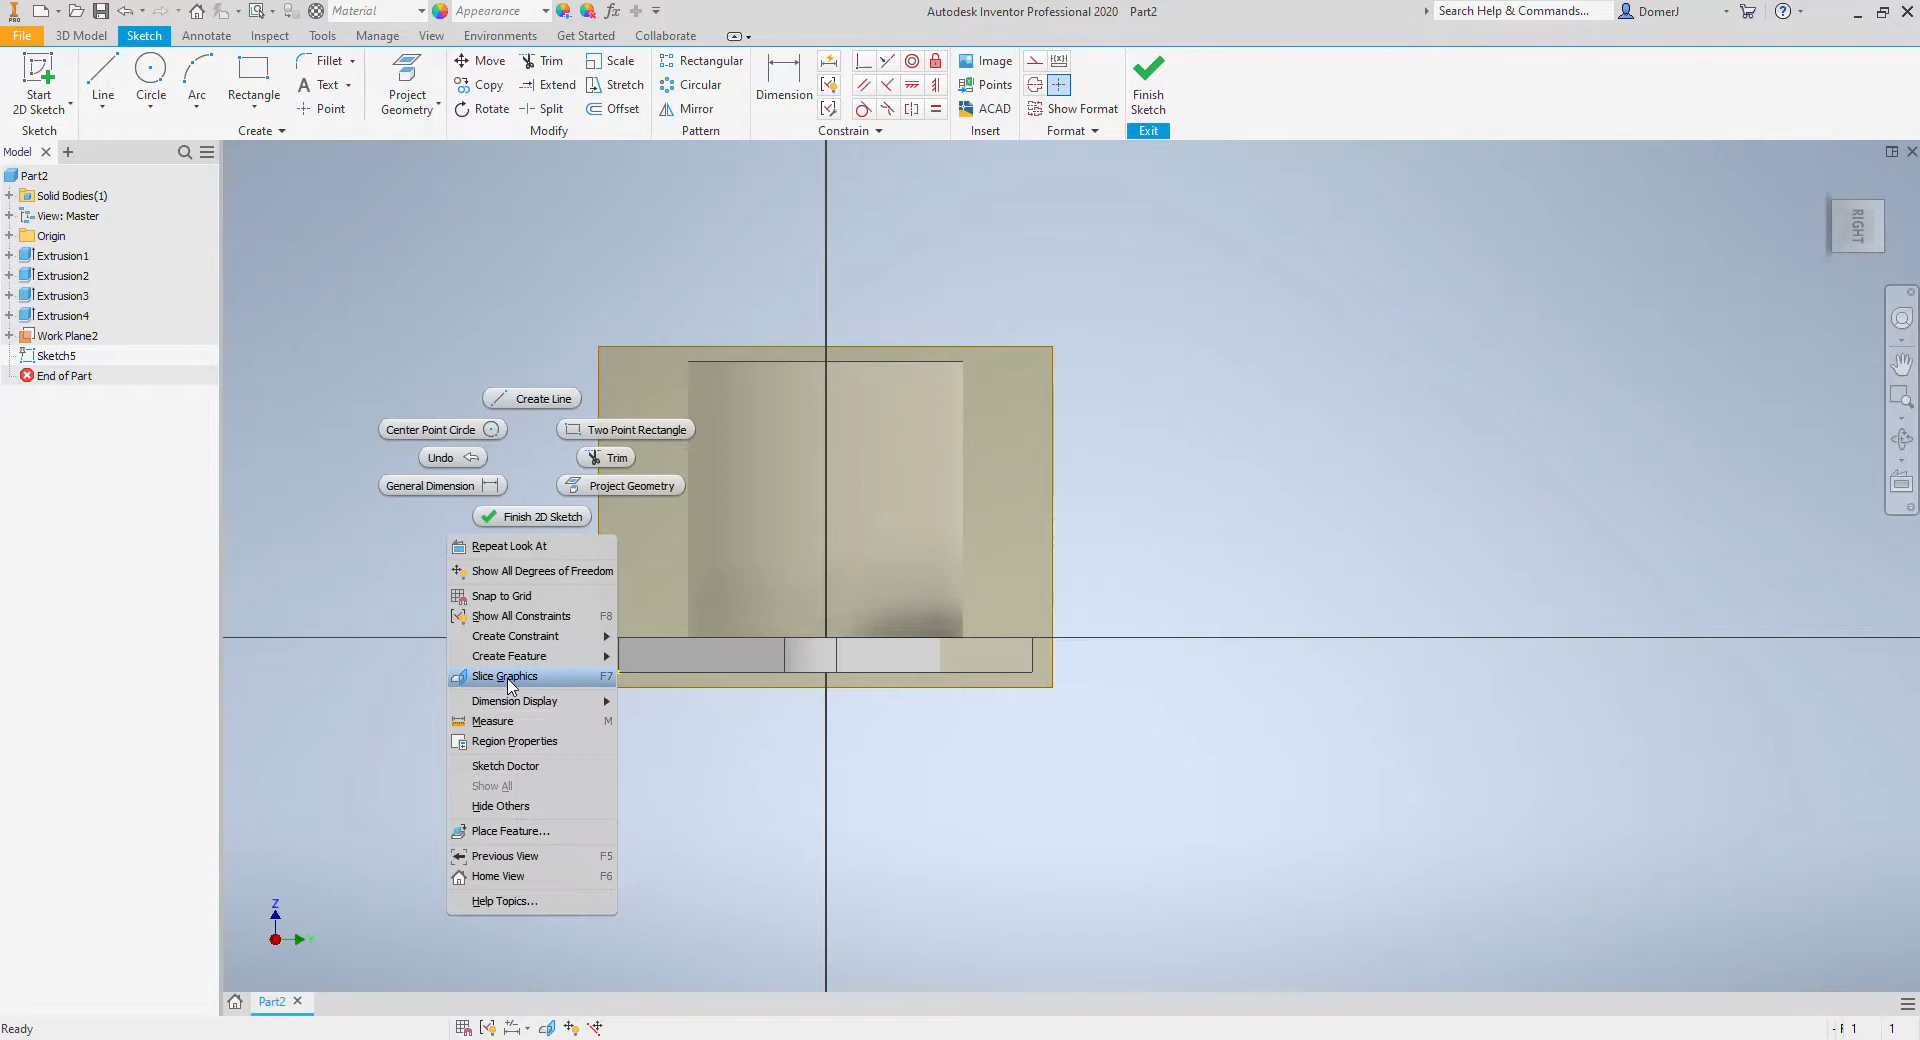 PRO
Material
Appearance
fx
Autodesk Inventor Professional 2020 Part2
Search Help & Commands...
DomerJ
File 3D Model Sketch Annotate Inspect Tools Manage View Environments Get Started Collaborate
Start
2D Sketch
Line
Circle
Arc
Rectangle
Fillet
Text
Point
Project
Geometry
Move
Copy
Rotate
Trim
Extend
Split
Scale
Stretch
Offset
Rectangular
Circular
Mirror
Dimension
Image
Points
ACAD
Show Format
Finish
Sketch
Sketch Create Modify Pattern Constrain Insert Format Exit
Model
Part2
Solid Bodies(1)
View: Master
Origin
Extrusion1
Extrusion2
Extrusion3
Extrusion4
Work Plane2
Sketch5
End of Part
RIGHT
Create Line
Center Point Circle
Two Point Rectangle
Undo
Trim
General Dimension
Project Geometry
Finish 2D Sketch
Repeat Look At
Show All Degrees of Freedom
Snap to Grid
Show All Constraints F8
Create Constraint
Create Feature
Slice Graphics F7
Dimension Display
Measure M
Region Properties
Sketch Doctor
Show All
Hide Others
Place Feature...
Previous View F5
Home View F6
Help Topics...
Z
Y
Part2
Ready
1 1